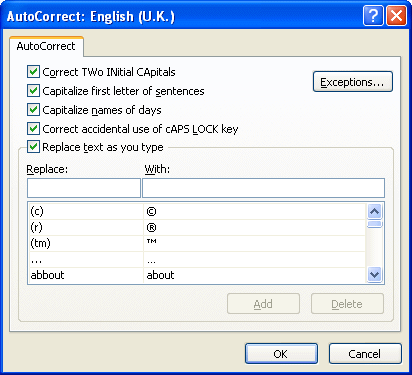 AutoCorrect: English (U.K.)
AutoCorrect
Correct TWo INitial CApitals
Exceptions...
Capitalize first letter of sentences
Capitalize names of days
Correct accidental use of cAPS LOCK key
Replace text as you type
Replace: With:
(c) ©
(r) ®
(tm) ™
... …
abbout about
Add Delete
OK Cancel